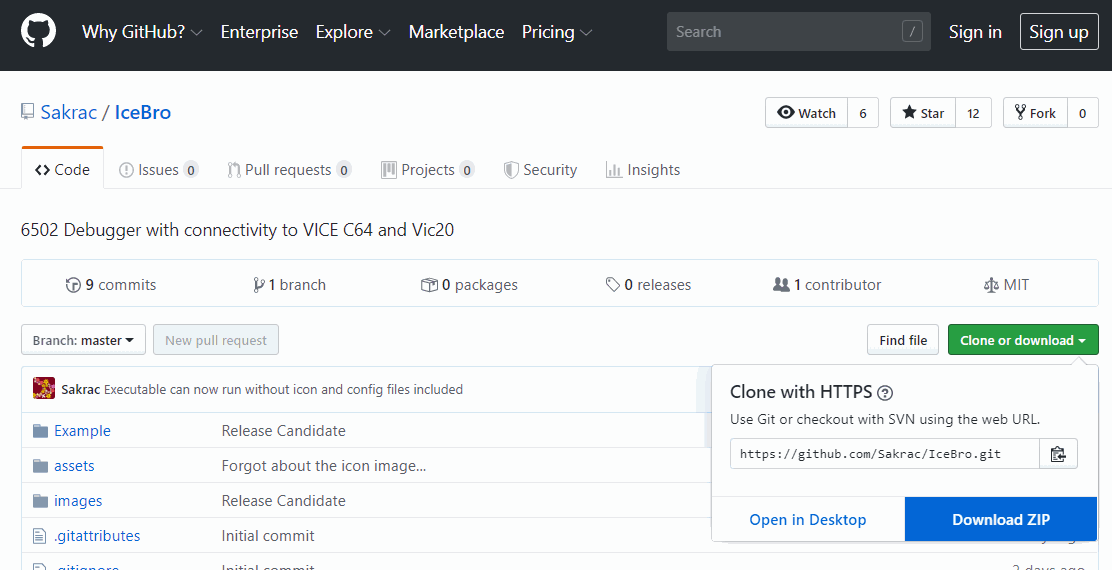 Why GitHub? Enterprise Explore Marketplace Pricing Search / Sign in Sign up
Sakrac / IceBro Watch 6 Star 12 Fork 0
Code Issues 0 Pull requests 0 Projects 0 Security Insights
6502 Debugger with connectivity to VICE C64 and Vic20
9 commits 1 branch 0 packages 0 releases 1 contributor MIT
Branch: master New pull request Find file Clone or download
Sakrac Executable can now run without icon and config files included
Clone with HTTPS ?
Use Git or checkout with SVN using the web URL.
https://github.com/Sakrac/IceBro.git
Open in Desktop Download ZIP
Example Release Candidate
assets Forgot about the icon image...
images Release Candidate
.gitattributes Initial commit
.gitignore Initial commit 2 days ago